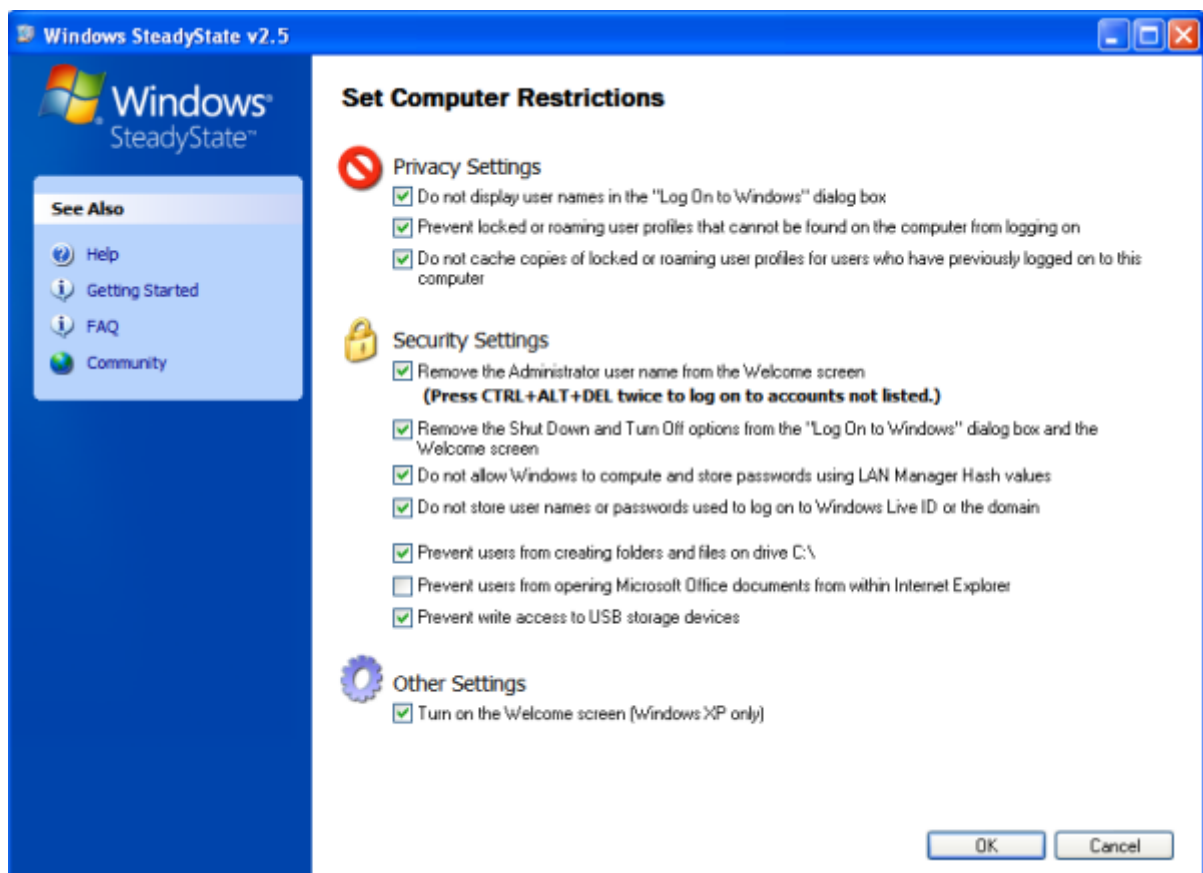 Windows SteadyState v2.5
Windows®
SteadyState™
See Also
Help
Getting Started
FAQ
Community
Set Computer Restrictions
Privacy Settings
Do not display user names in the "Log On to Windows" dialog box
Prevent locked or roaming user profiles that cannot be found on the computer from logging on
Do not cache copies of locked or roaming user profiles for users who have previously logged on to this
computer
Security Settings
Remove the Administrator user name from the Welcome screen
(Press CTRL+ALT+DEL twice to log on to accounts not listed.)
Remove the Shut Down and Turn Off options from the "Log On to Windows" dialog box and the
Welcome screen
Do not allow Windows to compute and store passwords using LAN Manager Hash values
Do not store user names or passwords used to log on to Windows Live ID or the domain
Prevent users from creating folders and files on drive C:\
Prevent users from opening Microsoft Office documents from within Internet Explorer
Prevent write access to USB storage devices
Other Settings
Turn on the Welcome screen (Windows XP only)
OK
Cancel